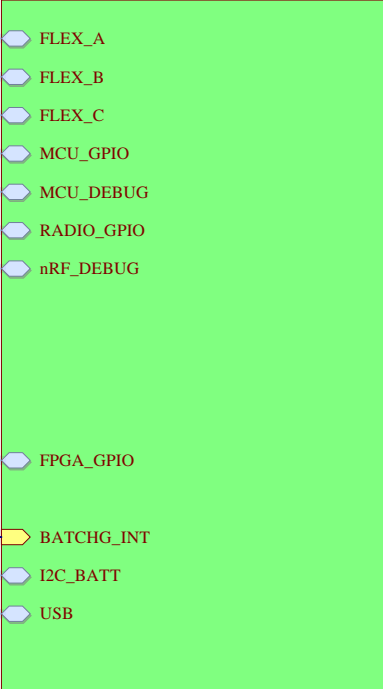 FLEX_A
FLEX_B
FLEX_C
MCU_GPIO
MCU_DEBUG
RADIO_GPIO
nRF_DEBUG
FPGA_GPIO
BATCHG_INT
I2C_BATT
USB